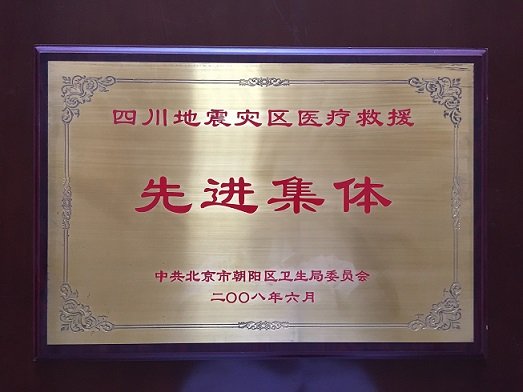 四川地震灾区医疗救援
先进集体
中共北京市朝阳区卫生局委员会
二〇〇八年六月